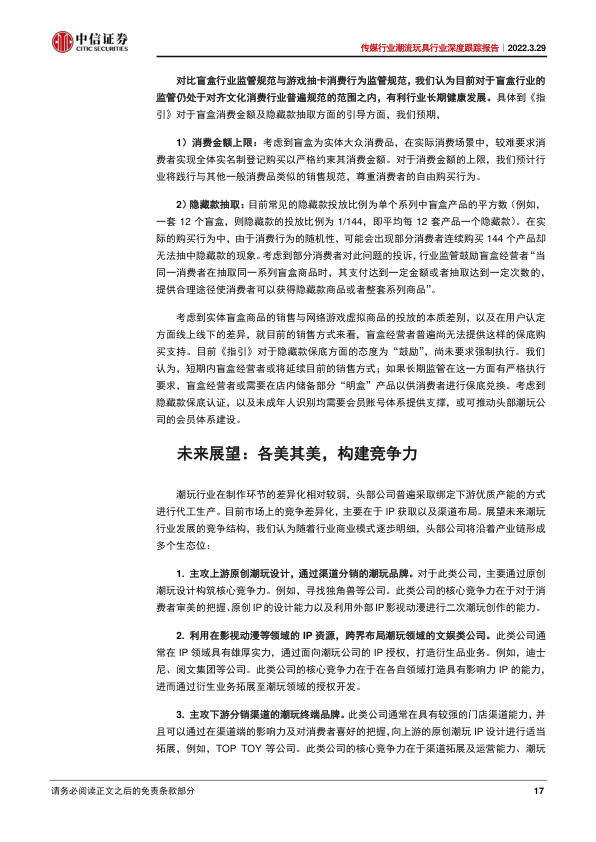 中信证券
CITIC SECURITIES
传媒行业潮流玩具行业深度跟踪报告｜2022.3.29
对比盲盒行业监管规范与游戏抽卡消费行为监管规范，我们认为目前对于盲盒行业的
监管仍处于对齐文化消费行业普遍规范的范围之内，有利行业长期健康发展。具体到《指
引》对于盲盒消费金额及隐藏款抽取方面的引导方面，我们预期，
1）消费金额上限：考虑到盲盒为实体大众消费品，在实际消费场景中，较难要求消
费者实现全体实名制登记购买以严格约束其消费金额。对于消费金额的上限，我们预计行
业将践行与其他一般消费品类似的销售规范，尊重消费者的自由购买行为。
2）隐藏款抽取：目前常见的隐藏款投放比例为单个系列中盲盒产品的平方数（例如，
一套 12 个盲盒，则隐藏款的投放比例为 1/144，即平均每 12 套产品一个隐藏款）。在实
际的购买行为中，由于消费行为的随机性，可能会出现部分消费者连续购买 144 个产品却
无法抽中隐藏款的现象。考虑到部分消费者对此问题的投诉，行业监管鼓励盲盒经营者“当
同一消费者在抽取同一系列盲盒商品时，其支付达到一定金额或者抽取达到一定次数的，
提供合理途径使消费者可以获得隐藏款商品或者整套系列商品”。
考虑到实体盲盒商品的销售与网络游戏虚拟商品的投放的本质差别，以及在用户认定
方面线上线下的差异，就目前的销售方式来看，盲盒经营者普遍尚无法提供这样的保底购
买支持。目前《指引》对于隐藏款保底方面的态度为“鼓励”，尚未要求强制执行。我们
认为，短期内盲盒经营者或将延续目前的销售方式；如果长期监管在这一方面有严格执行
要求，盲盒经营者或需要在店内储备部分“明盒”产品以供消费者进行保底兑换。考虑到
隐藏款保底认证，以及未成年人识别均需要会员账号体系提供支撑，或可推动头部潮玩公
司的会员体系建设。
未来展望：各美其美，构建竞争力
潮玩行业在制作环节的差异化相对较弱，头部公司普遍采取绑定下游优质产能的方式
进行代工生产。目前市场上的竞争差异化，主要在于 IP 获取以及渠道布局。展望未来潮玩
行业发展的竞争结构，我们认为随着行业商业模式逐步明细，头部公司将沿着产业链形成
多个生态位：
1. 主攻上游原创潮玩设计，通过渠道分销的潮玩品牌。对于此类公司，主要通过原创
潮玩设计构筑核心竞争力。例如，寻找独角兽等公司。此类公司的核心竞争力在于对于消
费者审美的把握、原创 IP 的设计能力以及利用外部 IP 影视动漫进行二次潮玩创作的能力。
2. 利用在影视动漫等领域的 IP 资源，跨界布局潮玩领域的文娱类公司。此类公司通
常在 IP 领域具有雄厚实力，通过面向潮玩公司的 IP 授权，打造衍生品业务。例如，迪士
尼、阅文集团等公司。此类公司的核心竞争力在于在各自领域打造具有影响力 IP 的能力，
进而通过衍生业务拓展至潮玩领域的授权开发。
3. 主攻下游分销渠道的潮玩终端品牌。此类公司通常在具有较强的门店渠道能力，并
且可以通过在渠道端的影响力及对消费者喜好的把握，向上游的原创潮玩 IP 设计进行适当
拓展，例如，TOP TOY 等公司。此类公司的核心竞争力在于渠道拓展及运营能力、潮玩
请务必阅读正文之后的免责条款部分
17